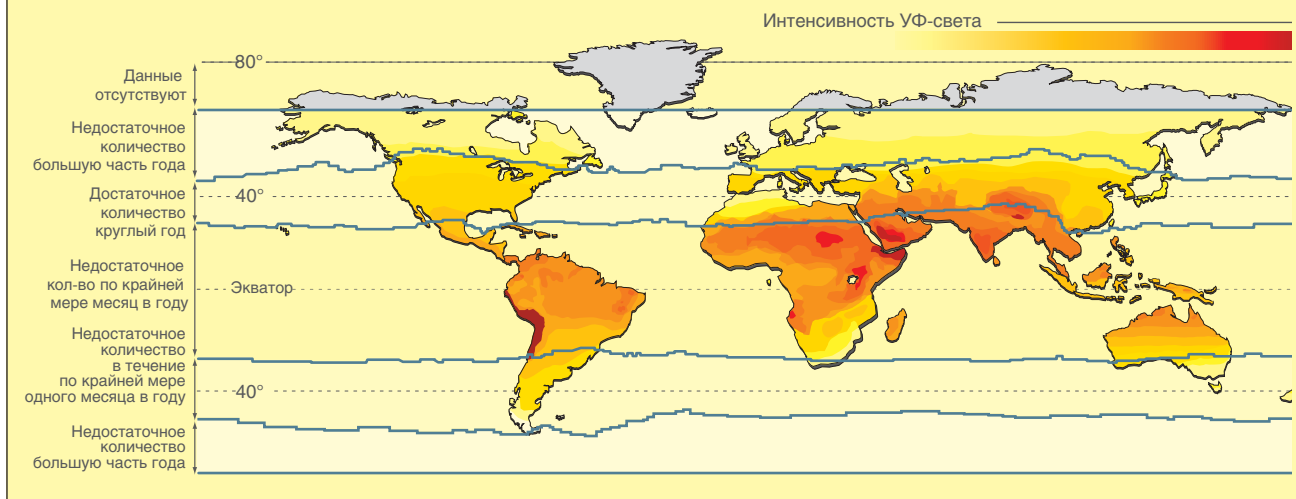 Интенсивность УФ-света
80°
Данные
отсутствуют
Недостаточное
количество
большую часть года
40°
Достаточное
количество
круглый год
Недостаточное
кол-во по крайней
мере месяц в году
Экватор
Недостаточное
количество
в течение
по крайней мере
одного месяца в году
40°
Недостаточное
количество
большую часть года